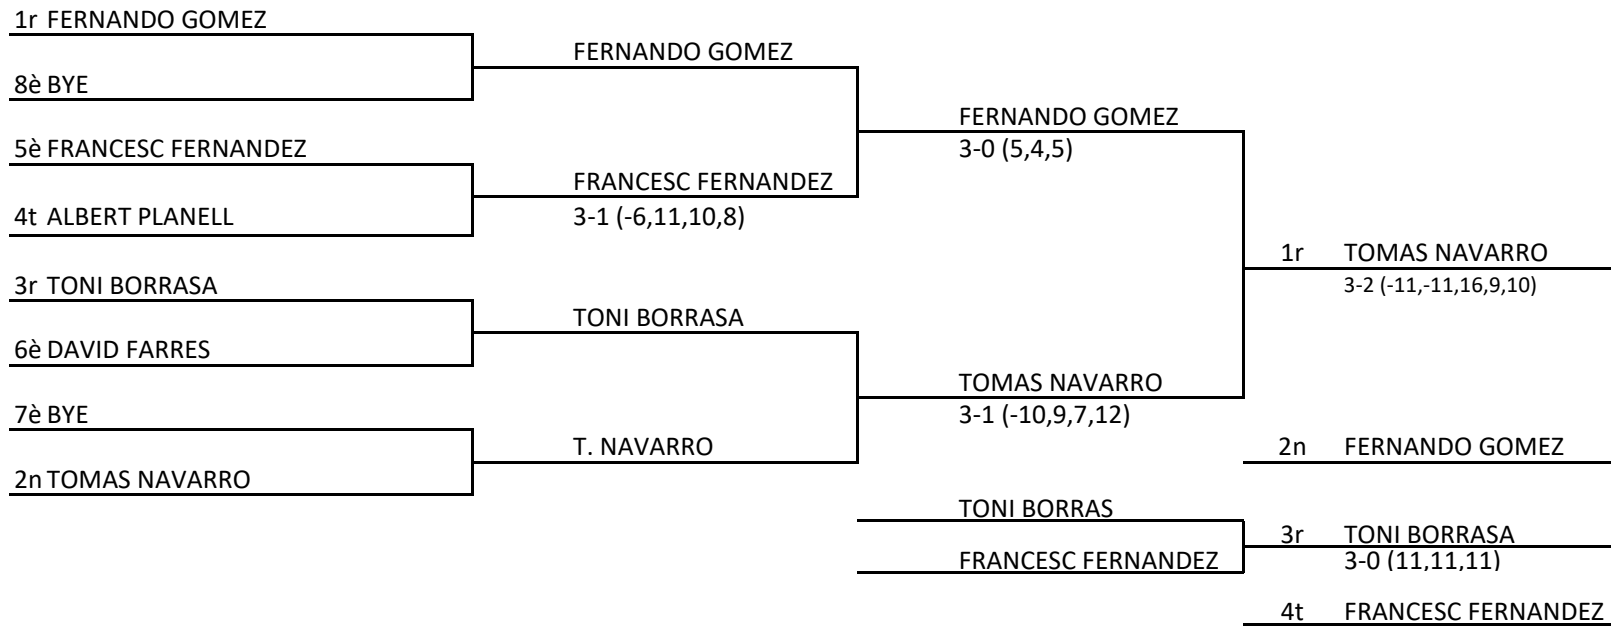 1r FERNANDO GOMEZ
8è BYE
5è FRANCESC FERNANDEZ
4t ALBERT PLANELL
3r TONI BORRASA
6è DAVID FARRES
7è BYE
2n TOMAS NAVARRO
FERNANDO GOMEZ
FRANCESC FERNANDEZ
3-1 (-6,11,10,8)
TONI BORRASA
T. NAVARRO
FERNANDO GOMEZ
3-0 (5,4,5)
TOMAS NAVARRO
3-1 (-10,9,7,12)
TONI BORRAS
FRANCESC FERNANDEZ
1r TOMAS NAVARRO
3-2 (-11,-11,16,9,10)
2n FERNANDO GOMEZ
3r TONI BORRASA
3-0 (11,11,11)
4t FRANCESC FERNANDEZ